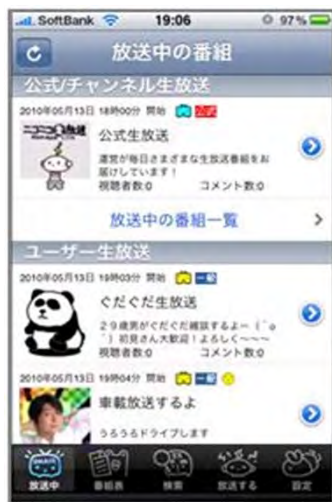 SoftBank 19:06 97%
放送中の番組
公式/チャンネル生放送
2010年05月13日 18時00分 開始 公式
公式生放送
運営が毎日さまざまな生放送番組をお
届けしています！
視聴者数:0 コメント数:0
放送中の番組一覧
ユーザー生放送
2010年05月13日 19時03分 開始 一般
ぐだぐだ生放送
29歳男がぐだぐだ雑談するよー（´o
｀）初見さん大歓迎！よろしく〜〜〜
視聴者数:0 コメント数:0
2010年05月13日 19時04分 開始 一般
車載放送するよ
うろうろドライブします
放送中 番組表 検索 放送する 設定